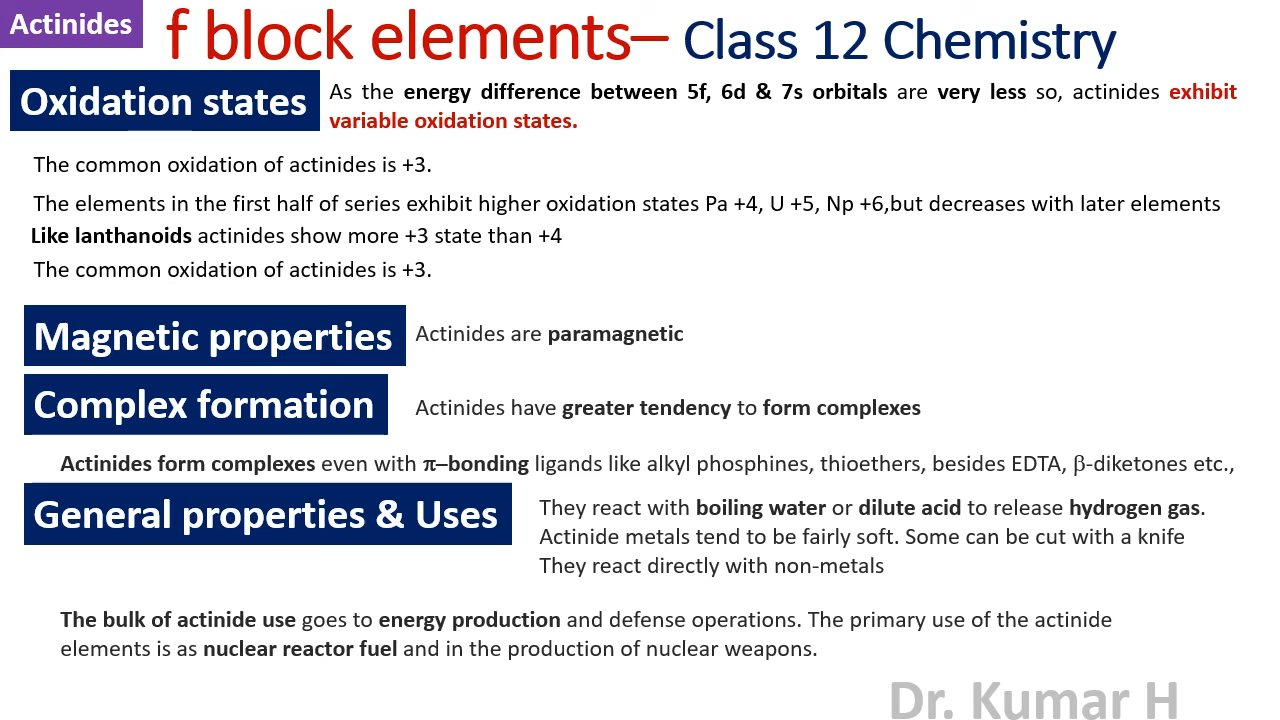 Actinides
f block elements– Class 12 Chemistry
Oxidation states
As the energy difference between 5f, 6d & 7s orbitals are very less so, actinides exhibit
variable oxidation states.
The common oxidation of actinides is +3.
The elements in the first half of series exhibit higher oxidation states Pa +4, U +5, Np +6,but decreases with later elements
Like lanthanoids actinides show more +3 state than +4
The common oxidation of actinides is +3.
Magnetic properties
Actinides are paramagnetic
Complex formation
Actinides have greater tendency to form complexes
Actinides form complexes even with π–bonding ligands like alkyl phosphines, thioethers, besides EDTA, β-diketones etc.,
General properties & Uses
They react with boiling water or dilute acid to release hydrogen gas.
Actinide metals tend to be fairly soft. Some can be cut with a knife
They react directly with non-metals
The bulk of actinide use goes to energy production and defense operations. The primary use of the actinide
elements is as nuclear reactor fuel and in the production of nuclear weapons.
Dr. Kumar H